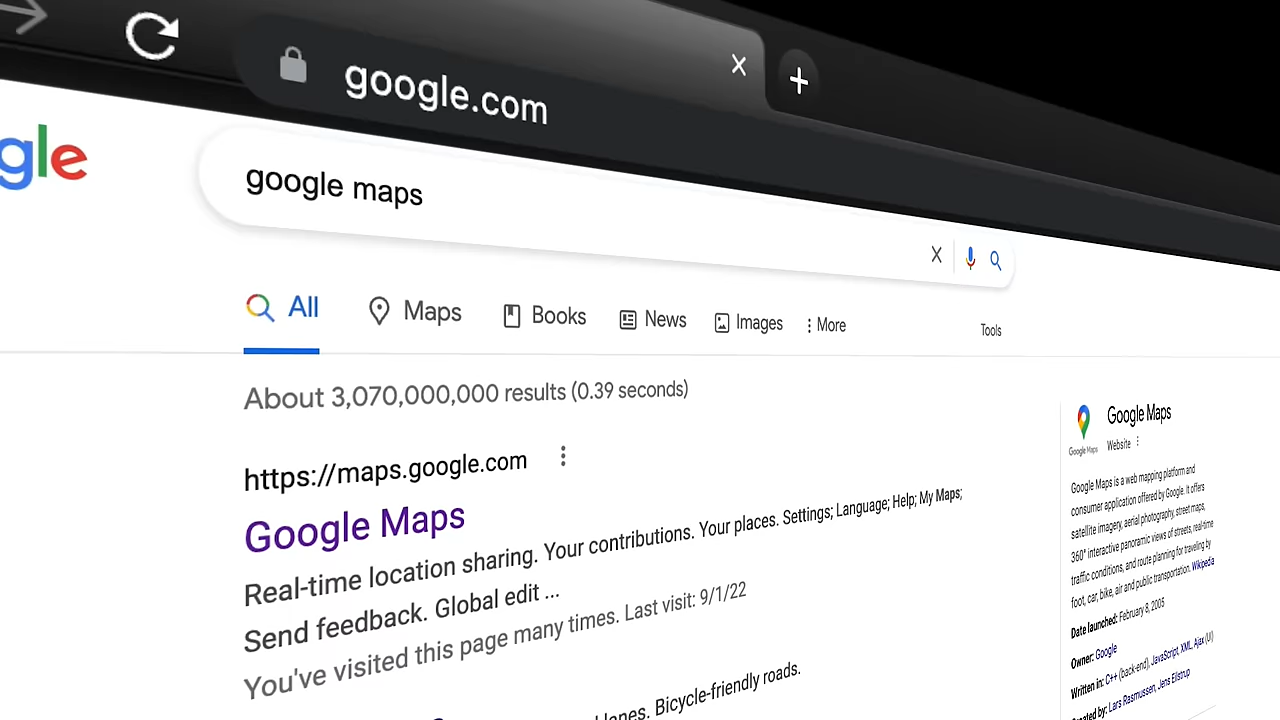 google.com
gle
google maps
All Maps Books News Images More Tools
About 3,070,000,000 results (0.39 seconds)
https://maps.google.com
Google Maps
Real-time location sharing. Your contributions. Your places. Settings; Language; Help; My Maps;
Send feedback. Global edit ...
You've visited this page many times. Last visit: 9/1/22
lanes. Bicycle-friendly roads.
Google Maps
Google Maps
Website
Google Maps is a web mapping platform and
consumer application offered by Google. It offers
satellite imagery, aerial photography, street maps,
360° interactive panoramic views of streets, real-time
traffic conditions, and route planning for traveling by
foot, car, bike, air and public transportation. Wikipedia
Date launched: February 8, 2005
Owner: Google
Written in: C++ (back-end), JavaScript, XML, Ajax (UI)
Created by: Lars Rasmussen, Jens Eilstrup